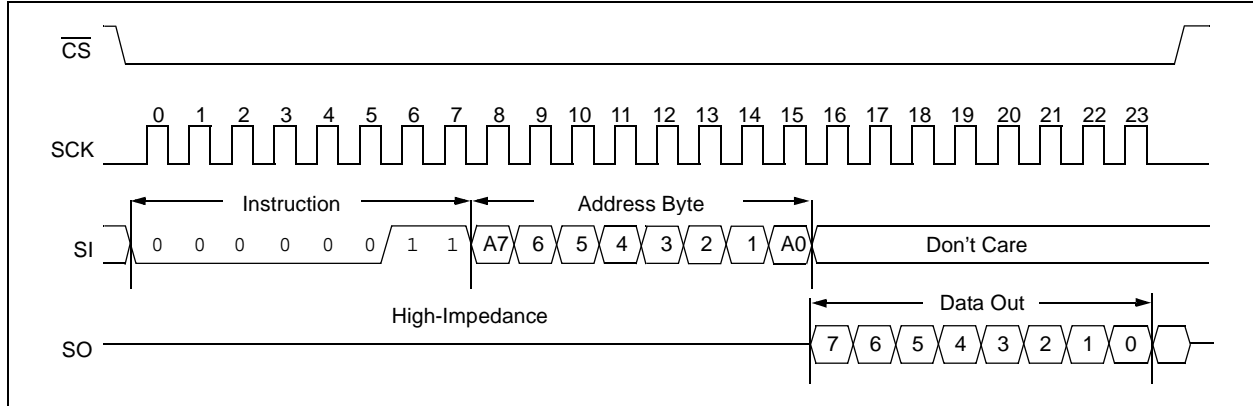 CS
0 1 2 3 4 5 6 7 8 9 10 11 12 13 14 15 16 17 18 19 20 21 22 23
SCK
Instruction Address Byte
SI 0 0 0 0 0 0 1 1 A7 6 5 4 3 2 1 A0 Don't Care
Data Out
High-Impedance
SO 7 6 5 4 3 2 1 0